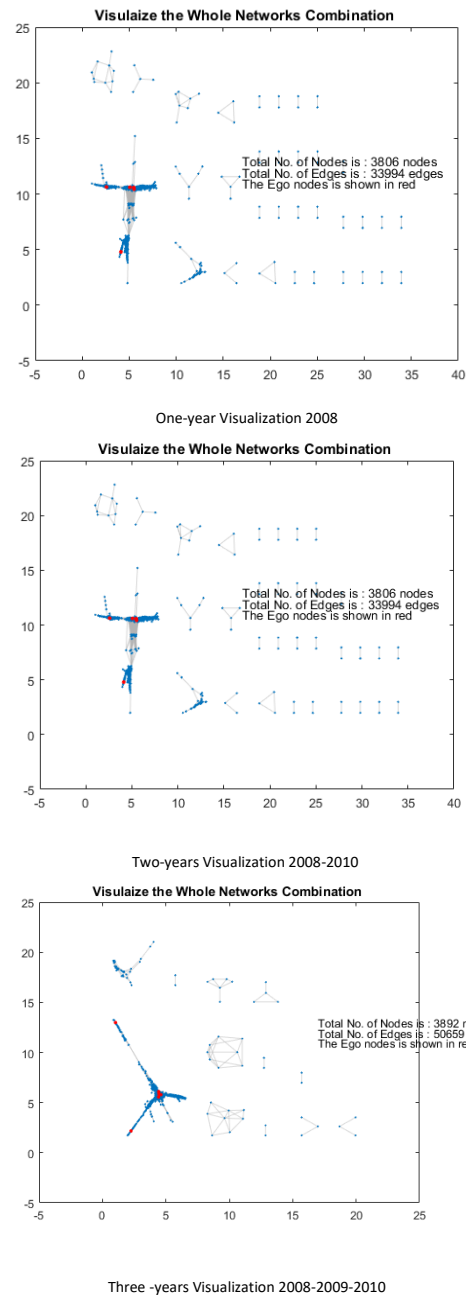 Visulaize the Whole Networks Combination
25
20
15
10
5
0
-5
Total No. of Nodes is : 3806 nodes
Total No. of Edges is : 33994 edges
The Ego nodes is shown in red
-5 0 5 10 15 20 25 30 35 40
One-year Visualization 2008
Visulaize the Whole Networks Combination
25
20
15
10
5
0
-5
Total No. of Nodes is : 3806 nodes
Total No. of Edges is : 33994 edges
The Ego nodes is shown in red
-5 0 5 10 15 20 25 30 35 40
Two-years Visualization 2008-2010
Visulaize the Whole Networks Combination
25
20
15
10
5
0
-5
Total No. of Nodes is : 3892
Total No. of Edges is : 50659
The Ego nodes is shown in re
-5 0 5 10 15 20 25
Three -years Visualization 2008-2009-2010